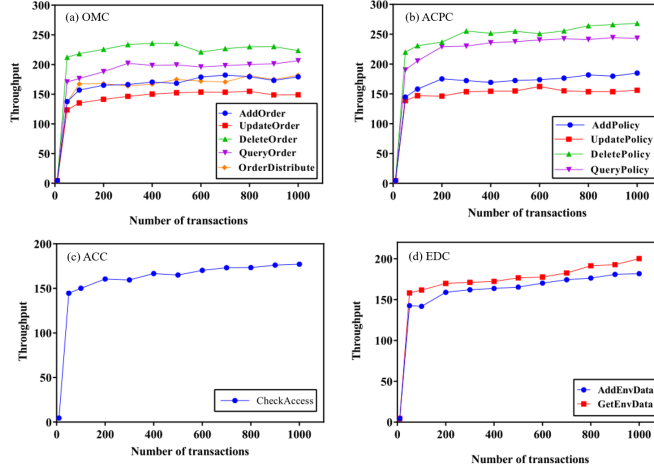 (a) OMC
Throughput
300
250
200
150
100
50
0
0
200
400
600
800
1000
Number of transactions
AddOrder
UpdateOrder
DeleteOrder
QueryOrder
OrderDistribute
(b) ACPC
Throughput
300
250
200
150
100
50
0
0
200
400
600
800
1000
Number of transactions
AddPolicy
UpdatePolicy
DeletePolicy
QueryPolicy
(c) ACC
Throughput
200
150
100
50
0
0
200
400
600
800
1000
Number of transactions
CheckAccess
(d) EDC
Throughput
200
150
100
50
0
0
200
400
600
800
1000
Number of transactions
AddEnvData
GetEnvData